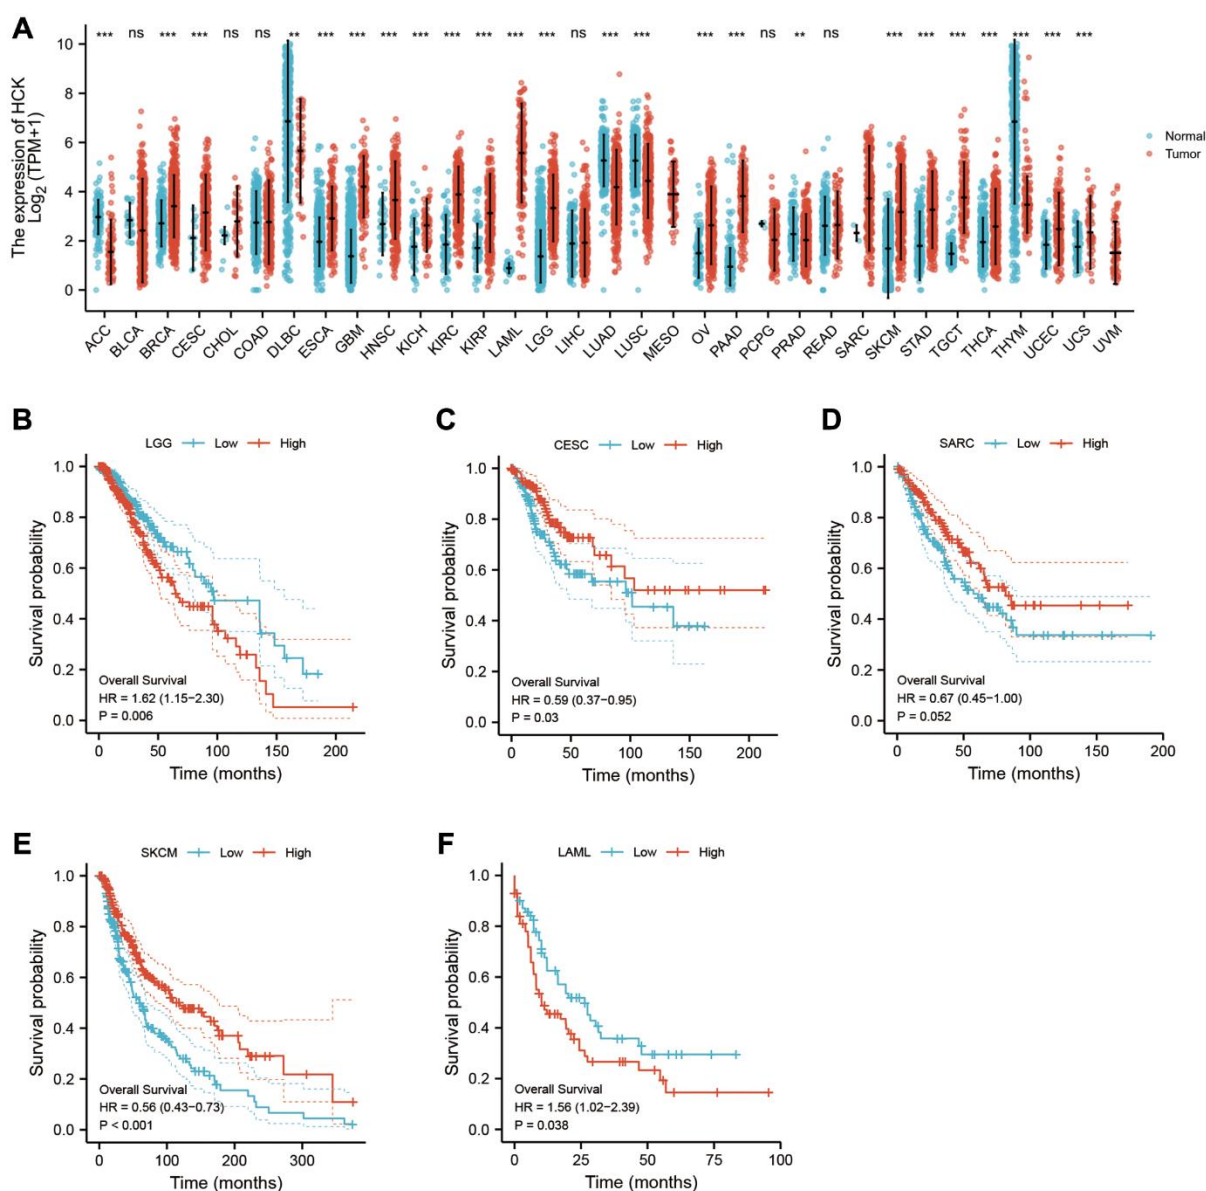 A
*** ns *** *** ns ns ** *** *** *** *** *** *** *** *** ns *** *** *** *** ns ** ns *** *** *** *** *** *** ***
The expression of HCK
Log2 (TPM+1)
10
8
6
4
2
0
Normal
Tumor
ACC BLCA BRCA CESC CHOL COAD DLBC ESCA GBM HNSC KICH KIRC KIRP LAML LGG LIHC LUAD LUSC MESO OV PAAD PCPG PRAD READ SARC SKCM STAD TGCT THCA THYM UCEC UCS UVM
B
LGG Low High
Survival probability
1.0
0.8
0.6
0.4
0.2
0.0
Overall Survival
HR = 1.62 (1.15−2.30)
P = 0.006
0 50 100 150 200
Time (months)
C
CESC Low High
Survival probability
1.0
0.8
0.6
0.4
0.2
0.0
Overall Survival
HR = 0.59 (0.37−0.95)
P = 0.03
0 50 100 150 200
Time (months)
D
SARC Low High
Survival probability
1.0
0.8
0.6
0.4
0.2
0.0
Overall Survival
HR = 0.67 (0.45−1.00)
P = 0.052
0 50 100 150 200
Time (months)
E
SKCM Low High
Survival probability
1.0
0.8
0.6
0.4
0.2
0.0
Overall Survival
HR = 0.56 (0.43−0.73)
P < 0.001
0 100 200 300
Time (months)
F
LAML Low High
Survival probability
1.0
0.8
0.6
0.4
0.2
0.0
Overall Survival
HR = 1.56 (1.02−2.39)
P = 0.038
0 25 50 75 100
Time (months)